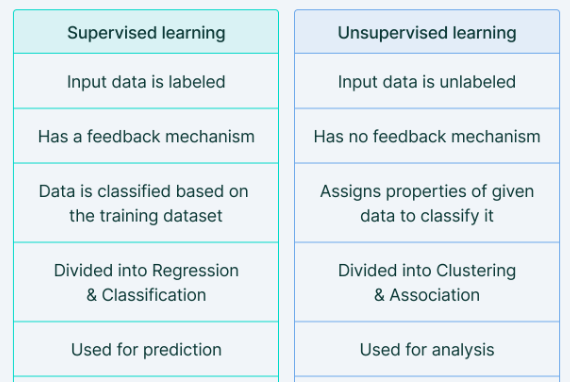 Supervised learning
Input data is labeled
Has a feedback mechanism
Data is classified based on
the training dataset
Divided into Regression
& Classification
Used for prediction
Unsupervised learning
Input data is unlabeled
Has no feedback mechanism
Assigns properties of given
data to classify it
Divided into Clustering
& Association
Used for analysis